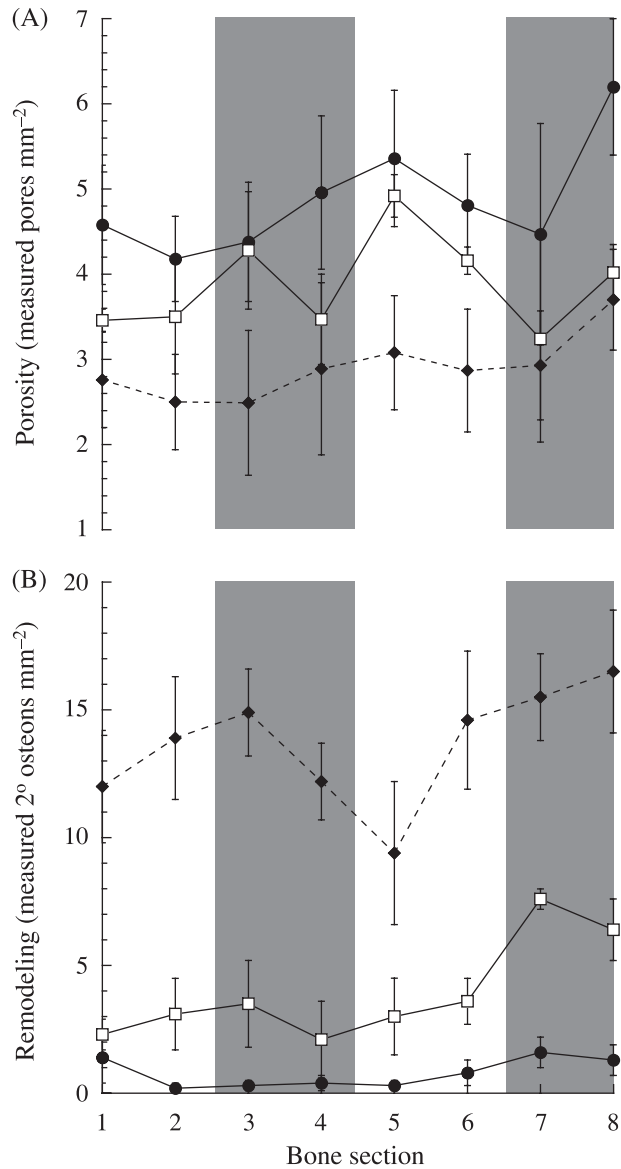 (A)
7
6
5
4
3
2
1
Porosity (measured pores mm⁻²)
(B)
20
15
10
5
0
Remodeling (measured 2° osteons mm⁻²)
1 2 3 4 5 6 7 8
Bone section